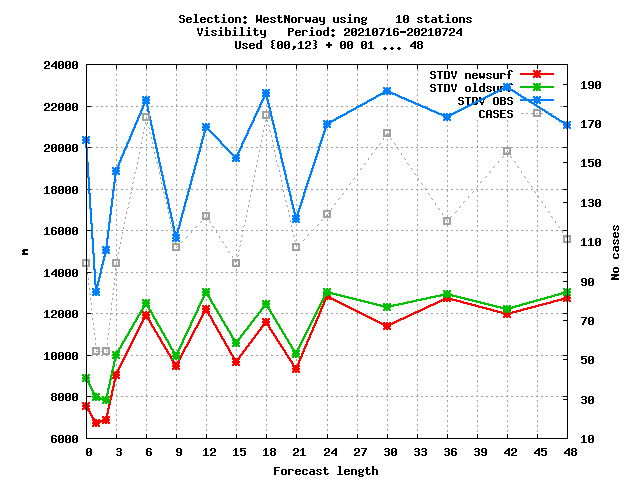 Selection: WestNorway using    10 stations
Visibility   Period: 20210716-20210724
Used {00,12} + 00 01 ... 48
24000
22000
20000
18000
16000
14000
12000
10000
8000
6000
m
STDV newsurf
STDV oldsurf
STDV OBS
CASES
190
170
150
130
110
90
70
50
30
10
No cases
0 3 6 9 12 15 18 21 24 27 30 33 36 39 42 45 48
Forecast length